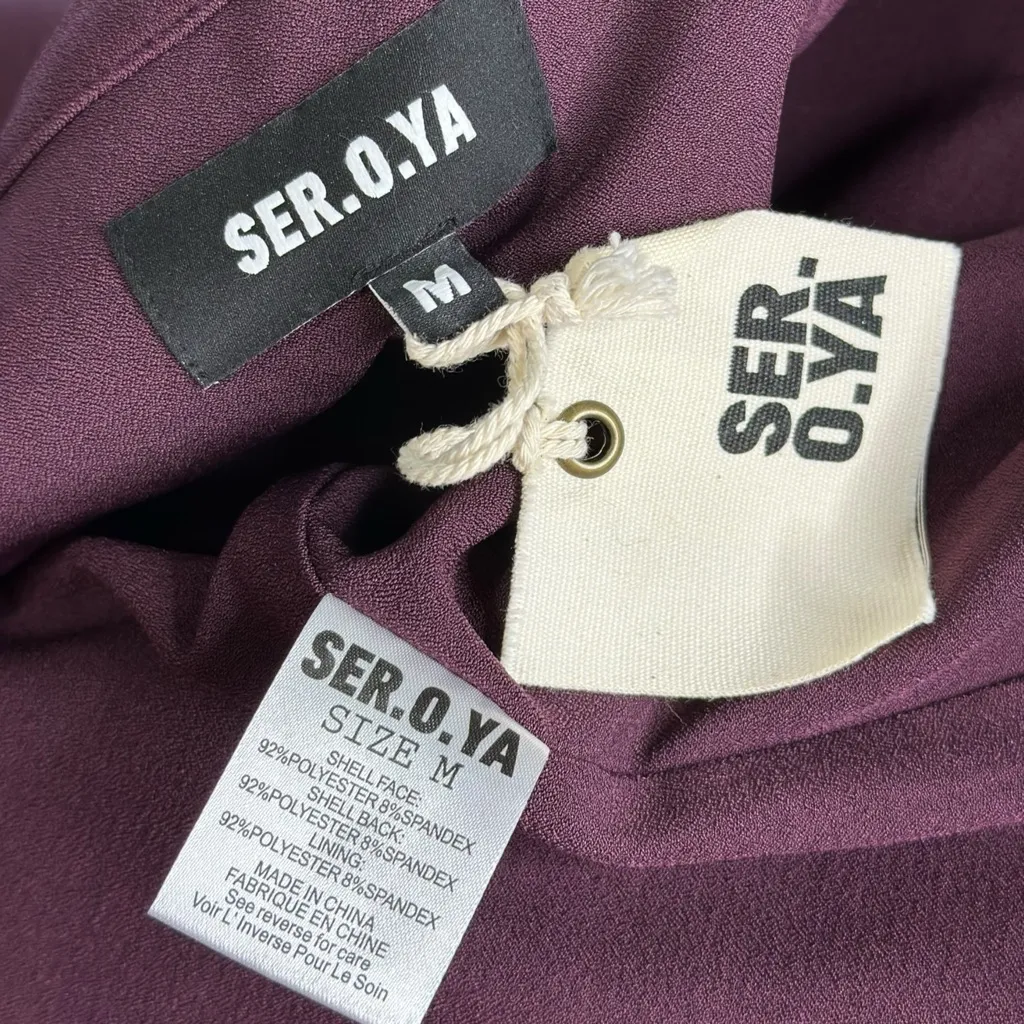 SER.O.YA
M
SER.
O.YA
SER.O.YA
SIZE M
SHELL FACE:
92%POLYESTER 8%SPANDEX
SHELL BACK:
92%POLYESTER 8%SPANDEX
LINING:
92%POLYESTER 8%SPANDEX
MADE IN CHINA
FABRIQUE EN CHINE
See reverse for care
Voir L'Inverse Pour Le Soin